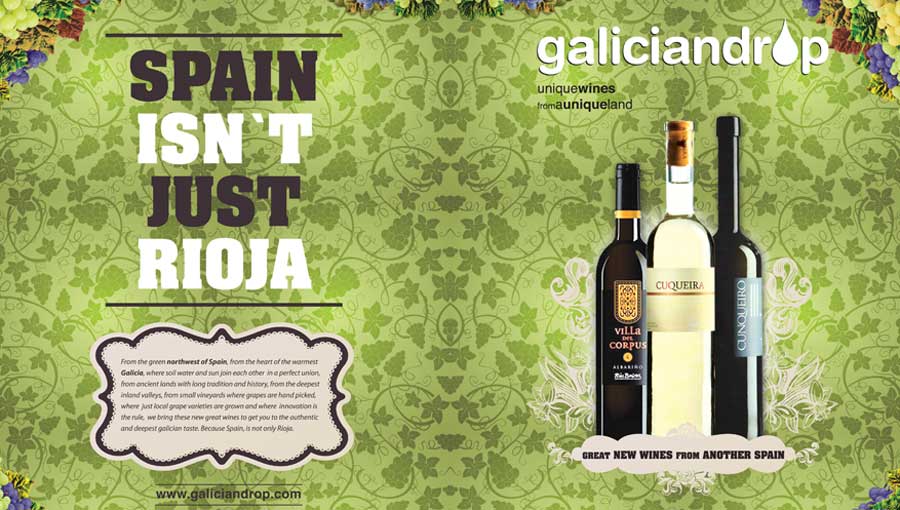 SPAIN
ISN`T
JUST
RIOJA
From the green northwest of Spain, from the heart of the warmest
Galicia, where soil water and sun join each other in a perfect union,
from ancient lands with long tradition and history, from the deepest
inland valleys, from small vineyards where grapes are hand picked,
where just local grape varieties are grown and where innovation is
the rule, we bring these new great wines to get you to the authentic
and deepest galician taste. Because Spain, is not only Rioja.
www.galiciandrop.com
galiciandrop
uniquewines
fromauniqueland
VILLA
DEL
CORPUS
ALBARIÑO
CUQUEIRA
CUNQUEIRO
GREAT NEW WINES FROM ANOTHER SPAIN